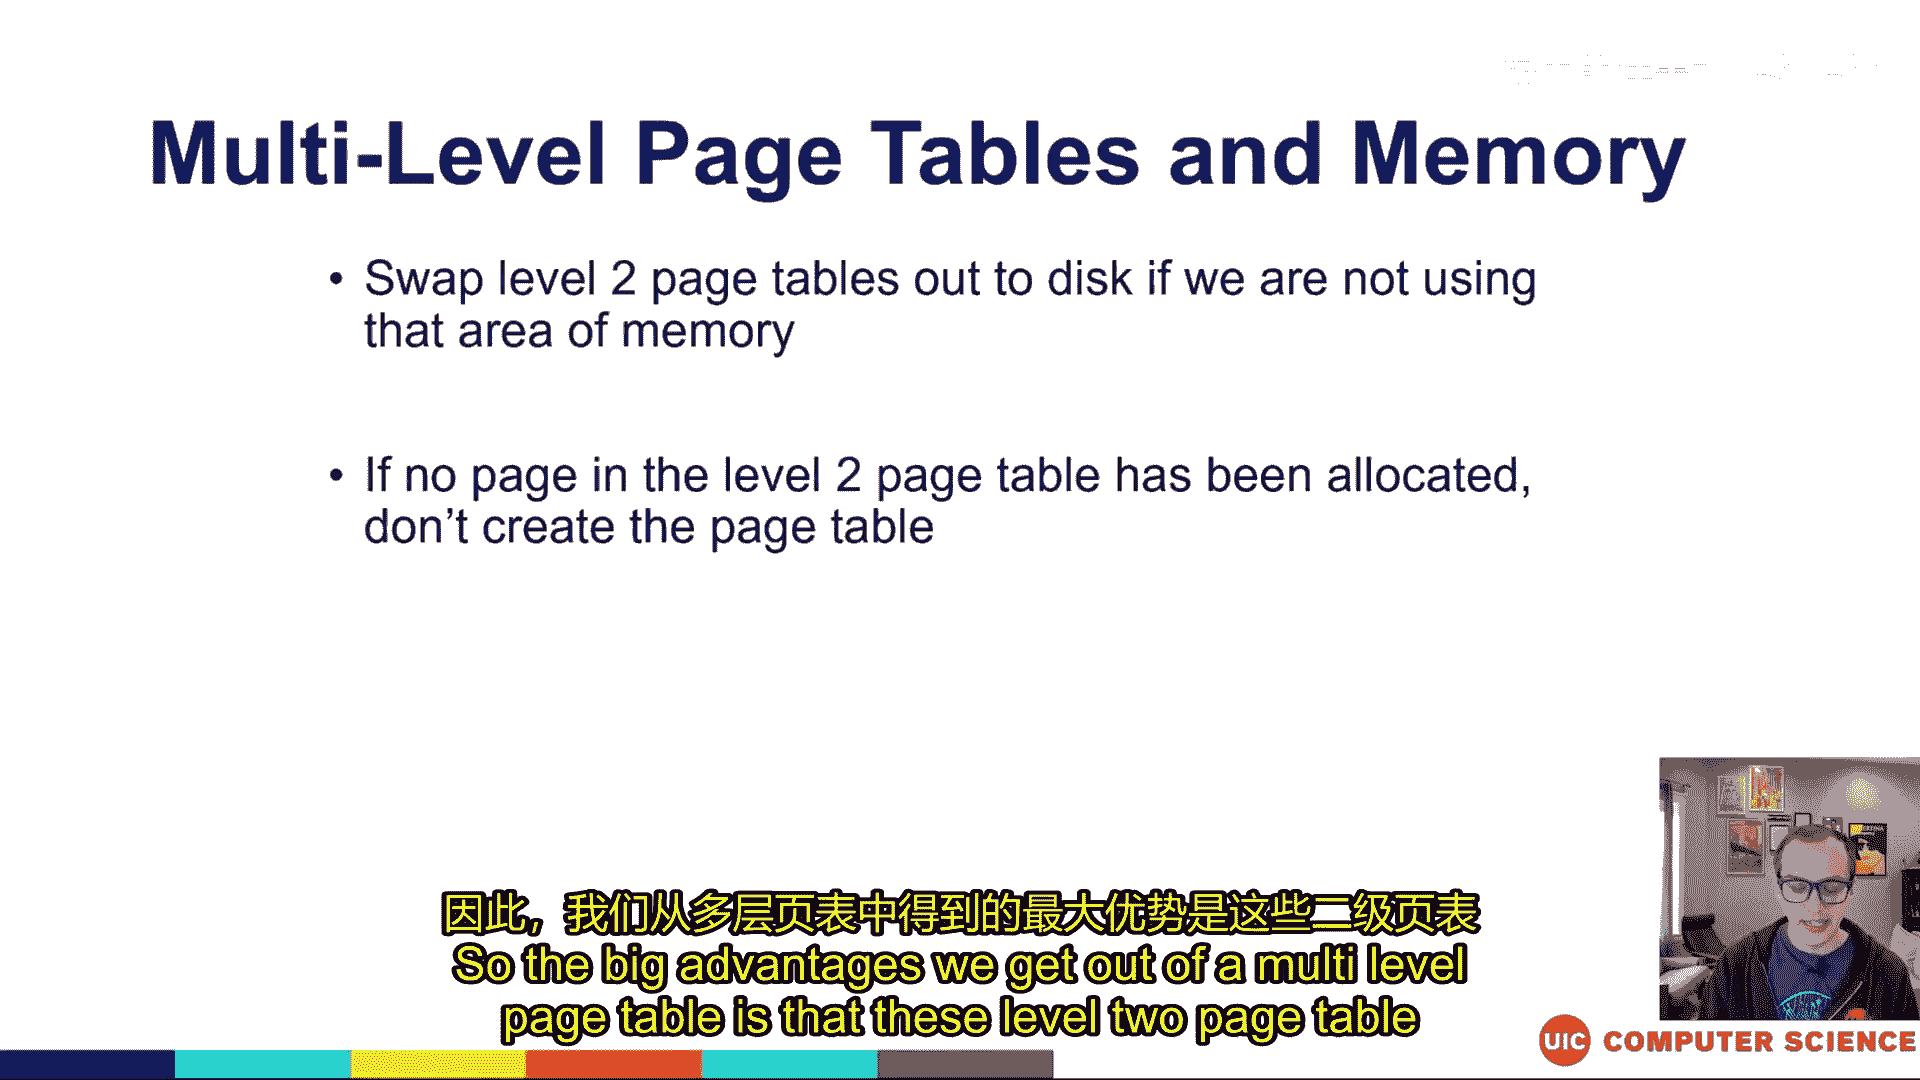 Multi-Level Page Tables and Memory
• Swap level 2 page tables out to disk if we are not using
that area of memory
• If no page in the level 2 page table has been allocated,
don’t create the page table
因此，我们从多层页表中得到的最大优势是这些二级页表
So the big advantages we get out of a multi level
page table is that these level two page table
UIC COMPUTER SCIENCE